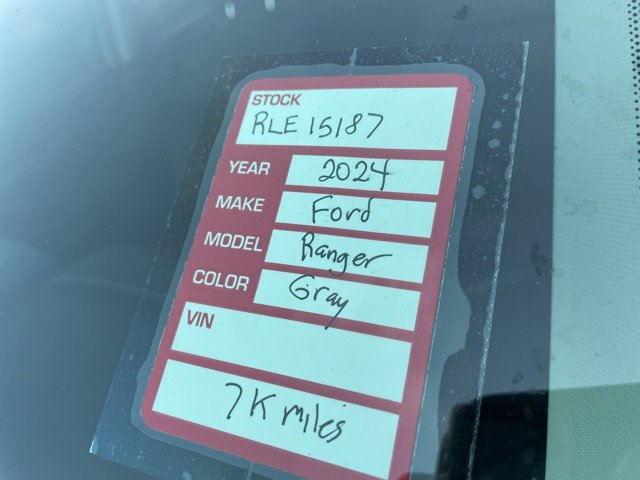 STOCK
RLE 15187
YEAR 2024
MAKE Ford
MODEL Ranger
COLOR Gray
VIN
7K miles